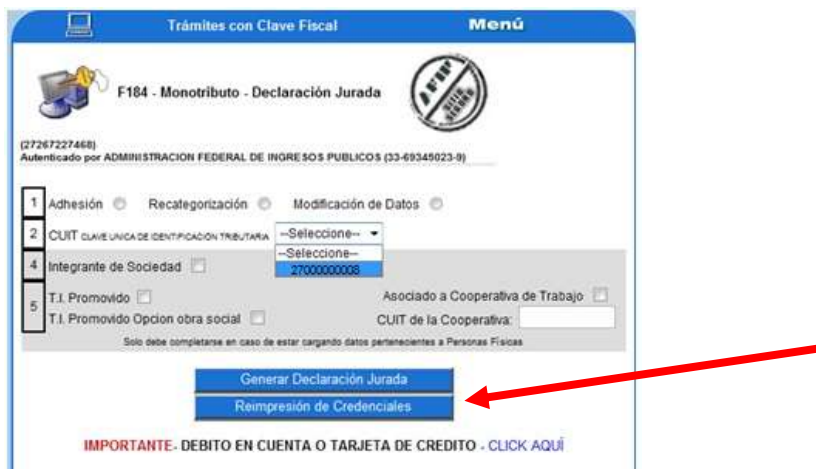 Trámites con Clave Fiscal Menú
F184 - Monotributo - Declaración Jurada
AFIP
SITIO SEGURO
(27267227468)
Autenticado por ADMINISTRACION FEDERAL DE INGRESOS PUBLICOS (33-69345023-9)
1 Adhesión Recategorización Modificación de Datos
2 CUIT CLAVE UNICA DE IDENTIFICACIÓN TRIBUTARIA --Seleccione--
--Seleccione--
27000000008
4 Integrante de Sociedad
5 T.I. Promovido Asociado a Cooperativa de Trabajo
T.I. Promovido Opcion obra social CUIT de la Cooperativa:
Solo debe completarse en caso de estar cargando datos pertenecientes a Personas Físicas
Generar Declaración Jurada
Reimpresión de Credenciales
IMPORTANTE- DEBITO EN CUENTA O TARJETA DE CREDITO - CLICK AQUÍ